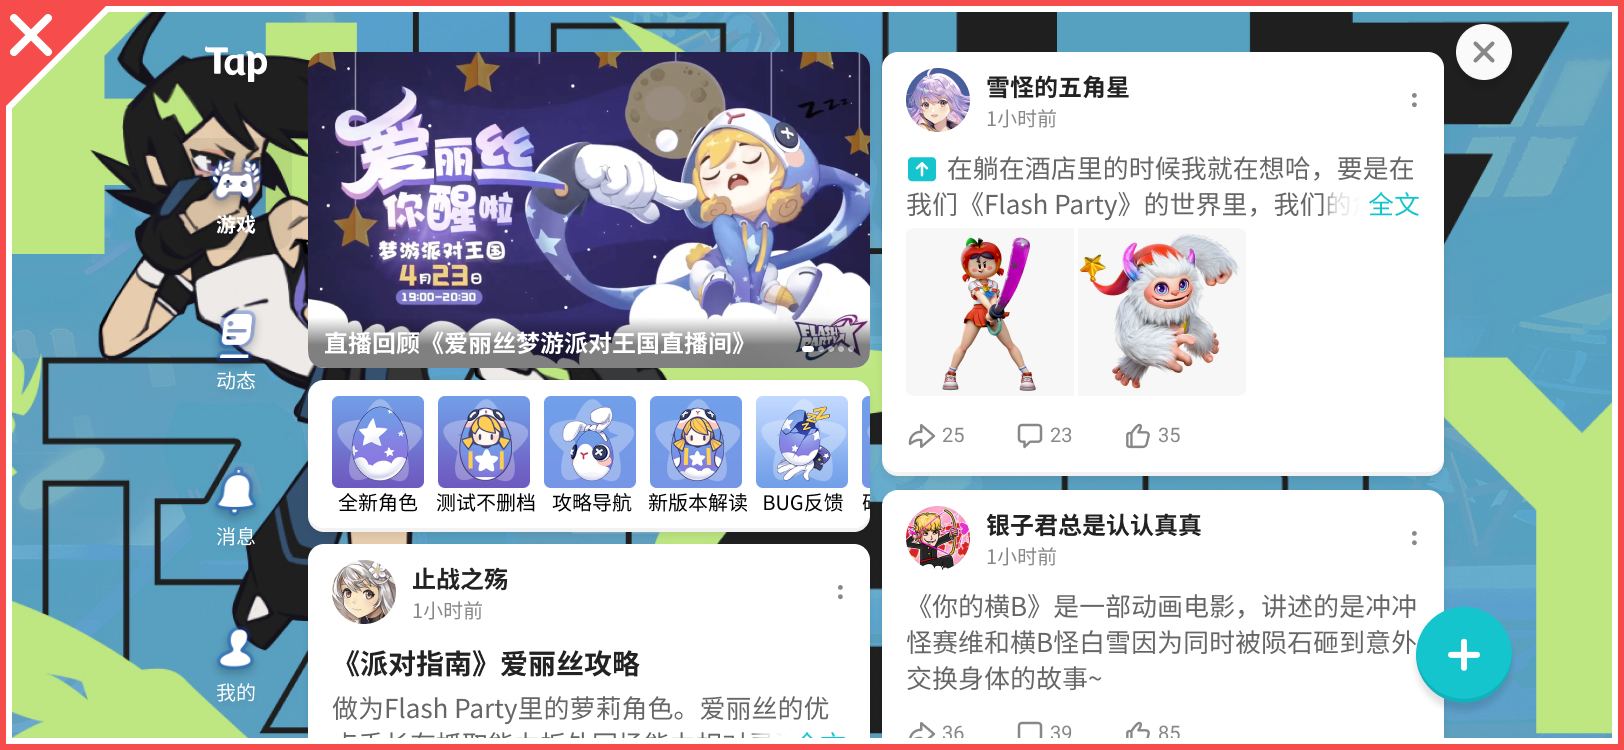 Tap
游戏
动态
消息
我的
爱丽丝
你醒啦
梦游派对王国
4月23日
19:00-20:30
zzz
FLASH PARTY
直播回顾《爱丽丝梦游派对王国直播间》
全新角色
测试不删档
攻略导航
新版本解读
BUG反馈
止战之殇
1小时前
《派对指南》爱丽丝攻略
做为Flash Party里的萝莉角色。爱丽丝的优
全文
雪怪的五角星
1小时前
在躺在酒店里的时候我就在想哈，要是在
我们《Flash Party》的世界里，我们的 全文
25 23 35
银子君总是认认真真
1小时前
《你的横B》是一部动画电影，讲述的是冲冲
怪赛维和横B怪白雪因为同时被陨石砸到意外
交换身体的故事~
36 39 85